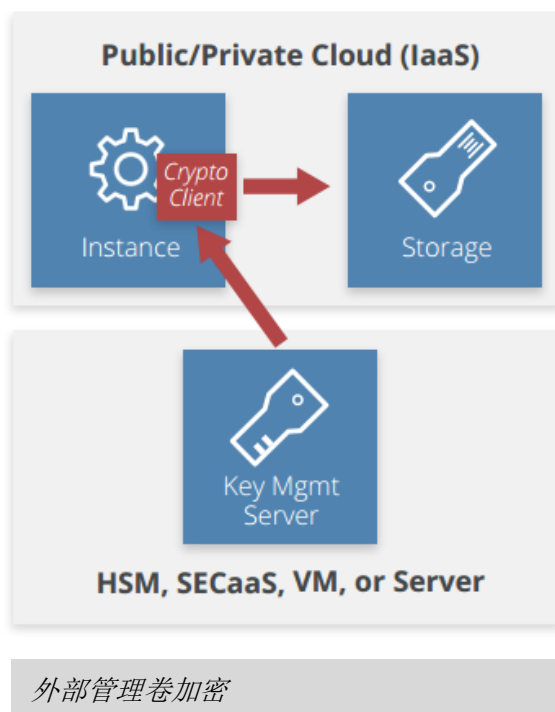 Public/Private Cloud (IaaS)
Crypto
Client
Instance
Storage
Key Mgmt
Server
HSM, SECaaS, VM, or Server
外部管理卷加密